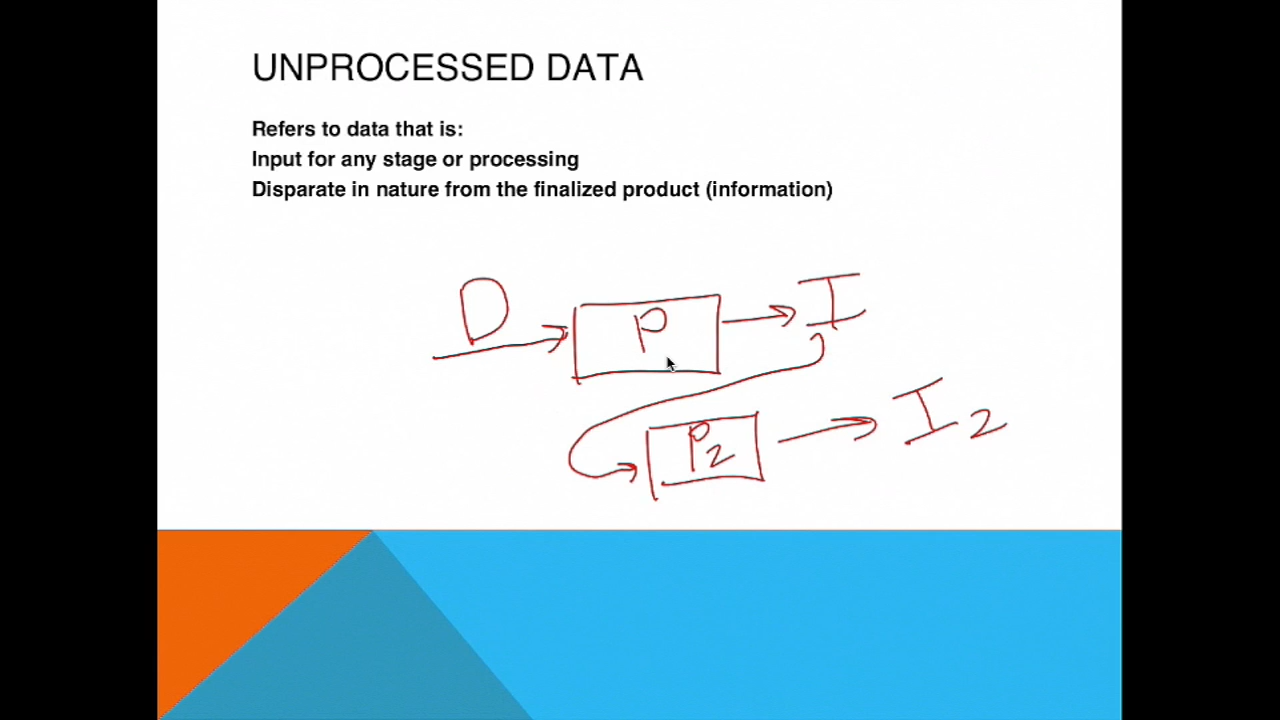 UNPROCESSED DATA
Refers to data that is:
Input for any stage or processing
Disparate in nature from the finalized product (information)
D P I
P2 I2